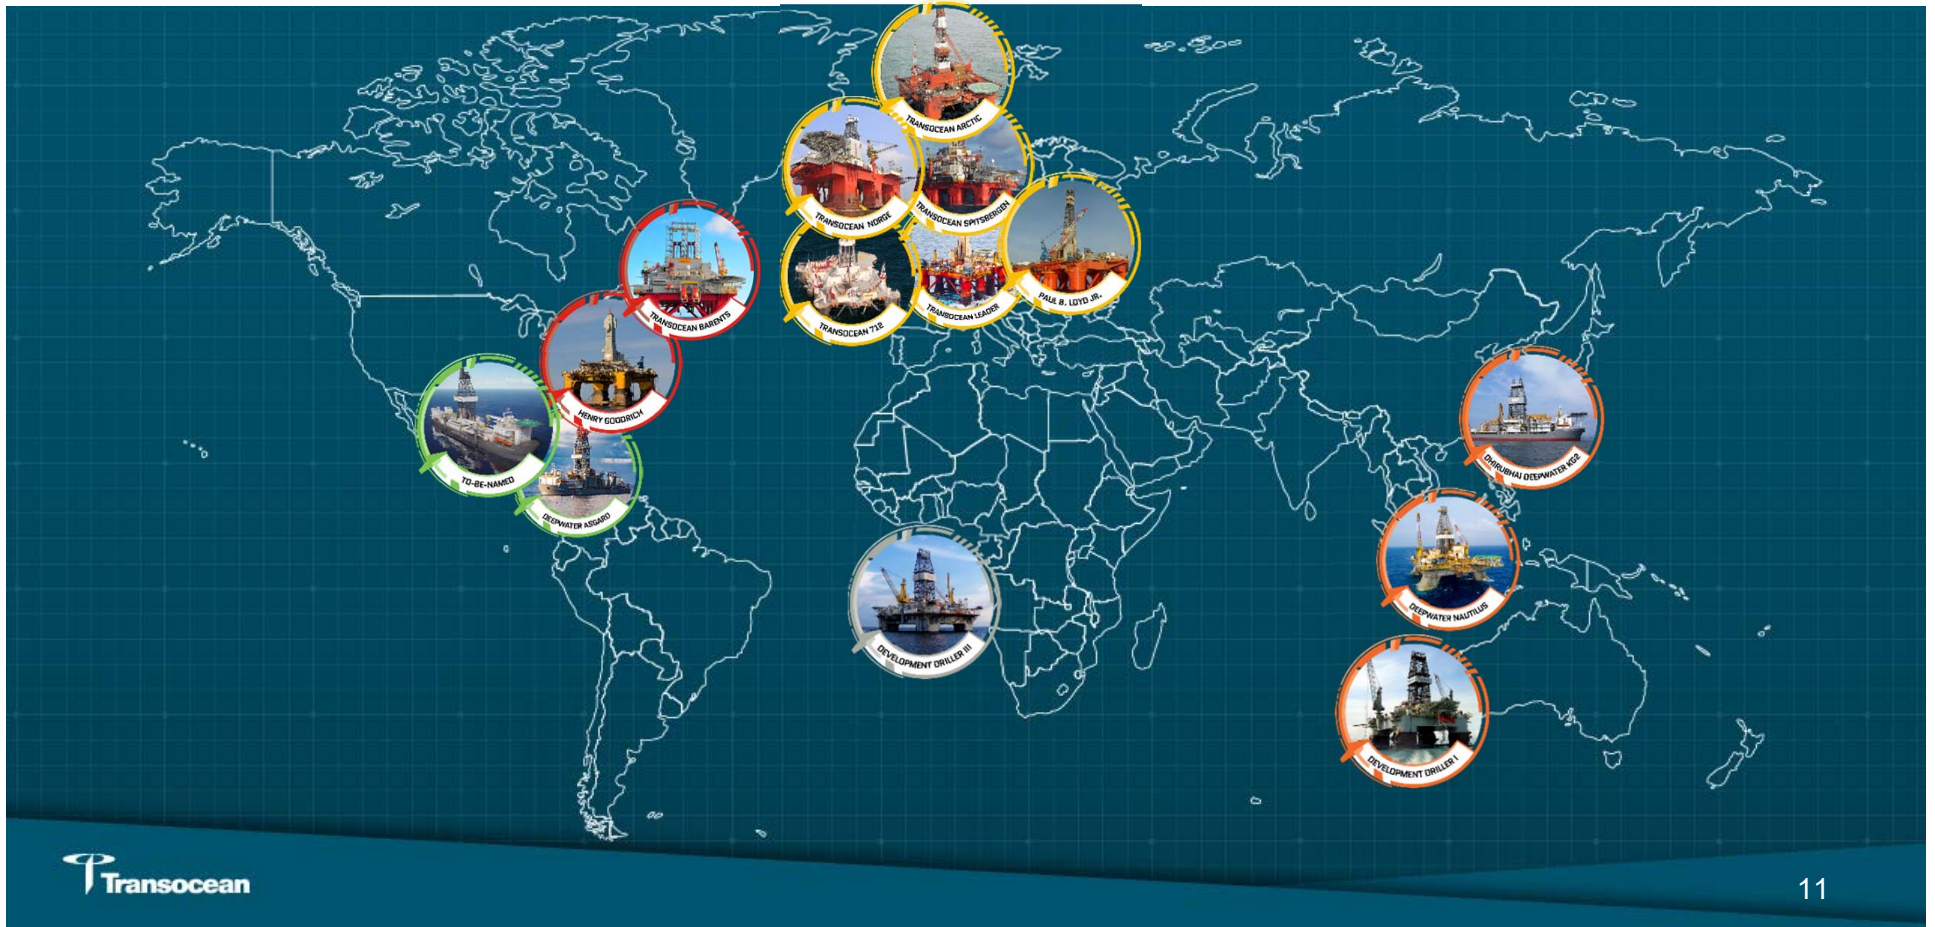 TRANSOCEAN ARCTIC
TRANSOCEAN NORGE
TRANSOCEAN SPITSBERGEN
TRANSOCEAN BARENTS
PAUL B. LOYD JR.
TRANSOCEAN LEADER
TRANSOCEAN 712
HENRY GOODRICH
TO-BE-NAMED
DEEPWATER ASGARD
DHIRUBHAI DEEPWATER KG2
DEEPWATER NAUTILUS
DEVELOPMENT DRILLER III
DEVELOPMENT DRILLER I
Transocean
11